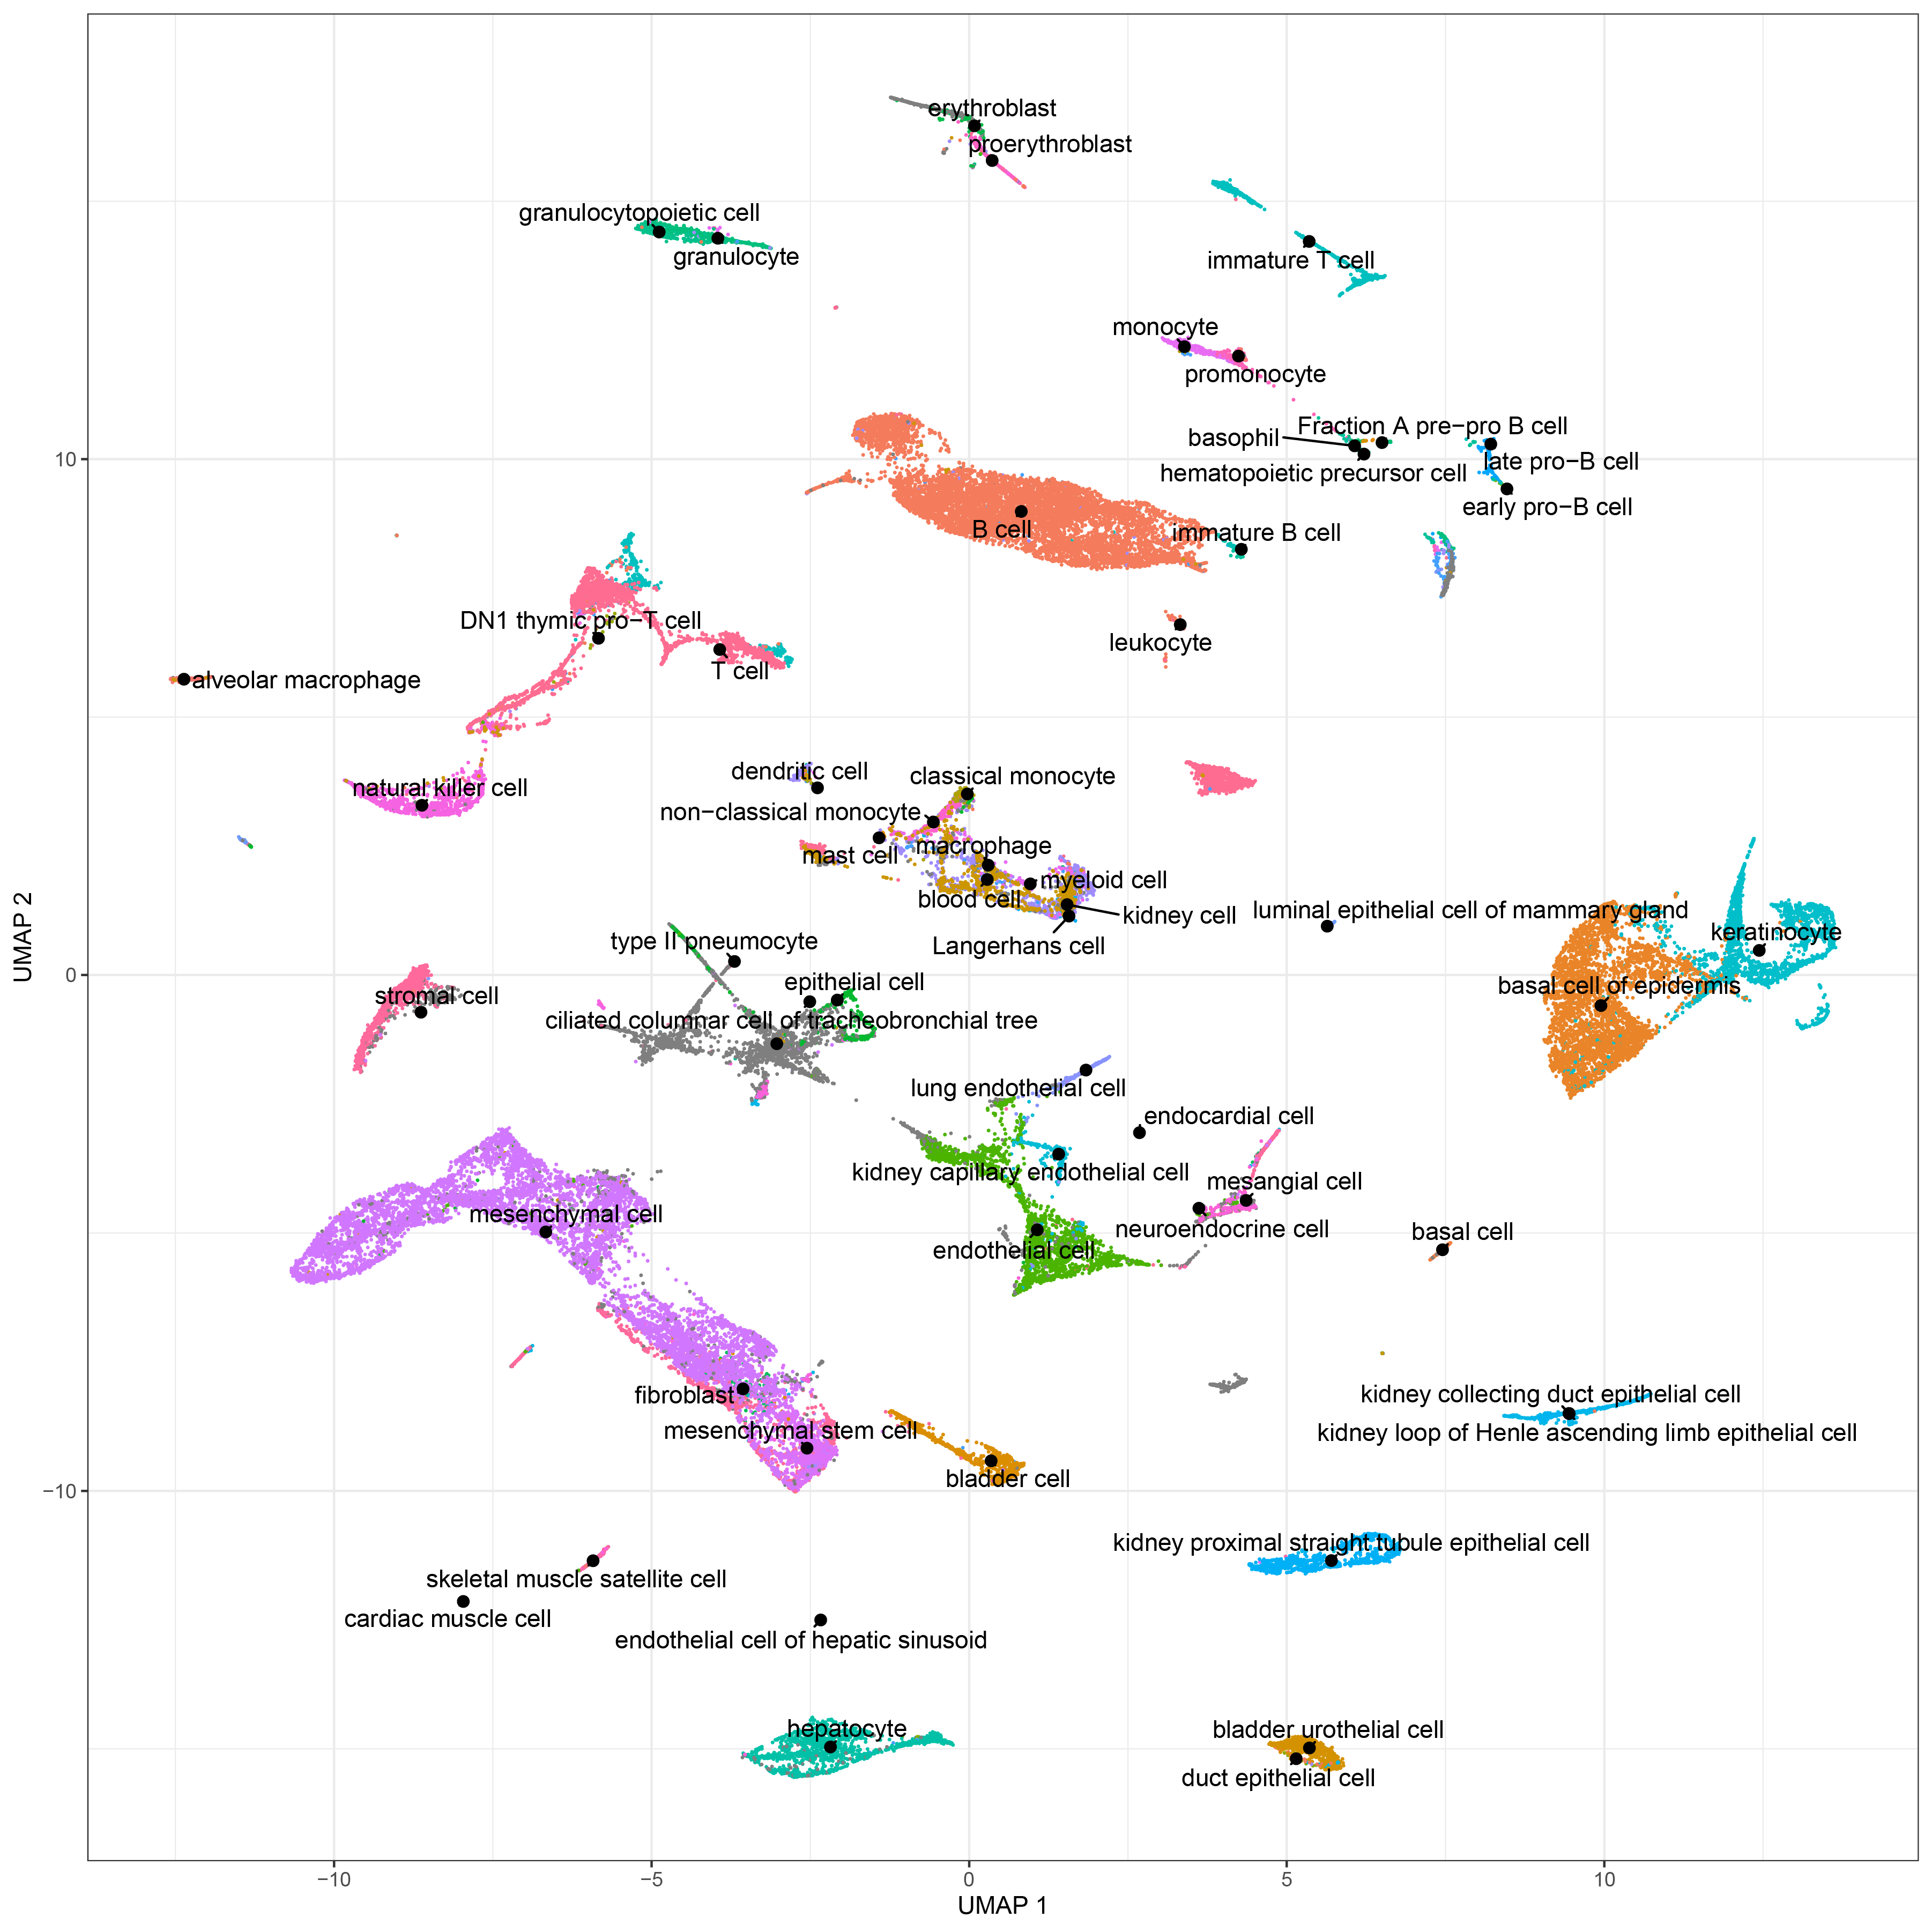 erythroblast
proerythroblast
granulocytopoietic cell
granulocyte
immature T cell
monocyte
promonocyte
Fraction A pre−pro B cell
basophil
late pro−B cell
hematopoietic precursor cell
early pro−B cell
10
B cell
immature B cell
DN1 thymic pro−T cell
leukocyte
T cell
alveolar macrophage
dendritic cell
classical monocyte
natural killer cell
non−classical monocyte
macrophage
mast cell
myeloid cell
blood cell
kidney cell
luminal epithelial cell of mammary gland
keratinocyte
type II pneumocyte
Langerhans cell
UMAP 2
0
epithelial cell
basal cell of epidermis
stromal cell
ciliated columnar cell of tracheobronchial tree
lung endothelial cell
endocardial cell
kidney capillary endothelial cell
mesangial cell
mesenchymal cell
neuroendocrine cell
basal cell
endothelial cell
fibroblast
kidney collecting duct epithelial cell
mesenchymal stem cell
kidney loop of Henle ascending limb epithelial cell
bladder cell
−10
kidney proximal straight tubule epithelial cell
skeletal muscle satellite cell
cardiac muscle cell
endothelial cell of hepatic sinusoid
hepatocyte
bladder urothelial cell
duct epithelial cell
−10
−5
0
5
10
UMAP 1